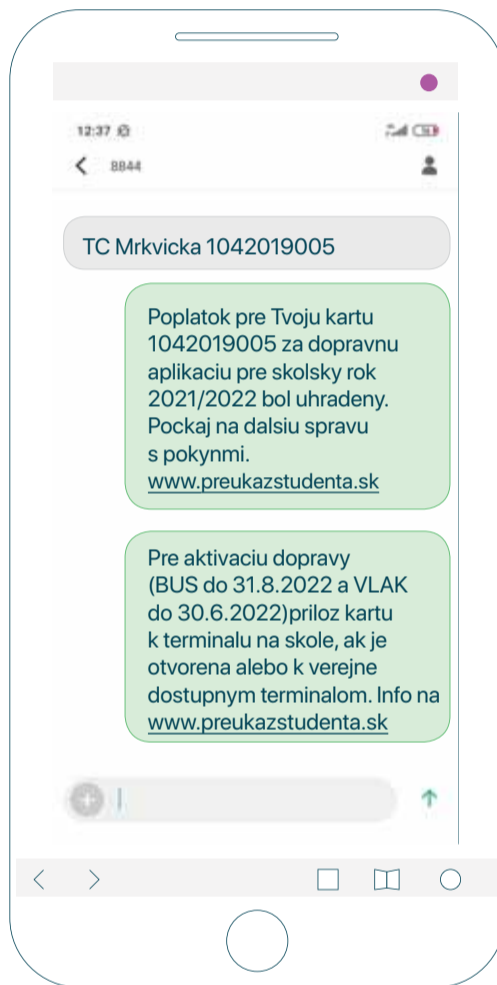 12:37
8844
TC Mrkvicka 1042019005
Poplatok pre Tvoju kartu
1042019005 za dopravnu
aplikaciu pre skolsky rok
2021/2022 bol uhradeny.
Pockaj na dalsiu spravu
s pokynmi.
www.preukazstudenta.sk
Pre aktivaciu dopravy
(BUS do 31.8.2022 a VLAK
do 30.6.2022)priloz kartu
k terminalu na skole, ak je
otvorena alebo k verejne
dostupnym terminalom. Info na
www.preukazstudenta.sk